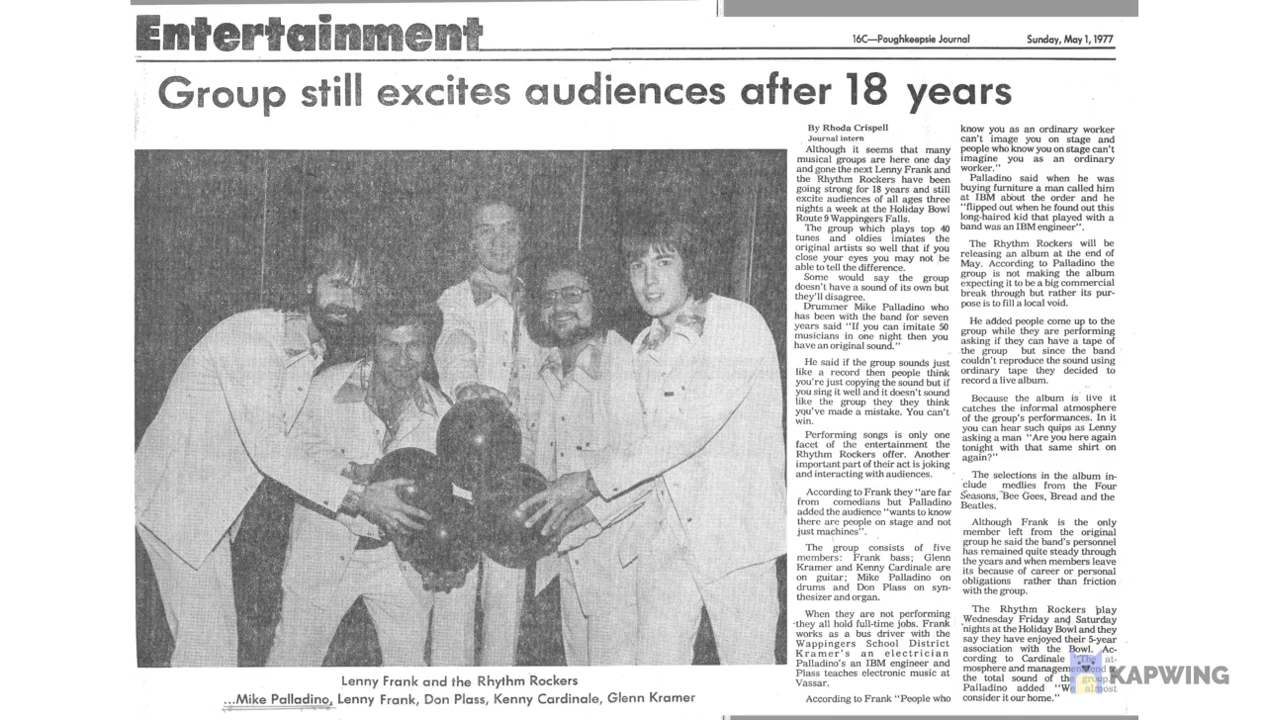 Entertainment
16C—Poughkeepsie Journal
Sunday, May 1, 1977
Group still excites audiences after 18 years
By Rhoda Crispell
Journal intern
Although it seems that many
musical groups are here one day
and gone the next Lenny Frank and
the Rhythm Rockers have been
going strong for 18 years and still
excite audiences of all ages three
nights a week at the Holiday Bowl
Route 9 Wappingers Falls.
The group which plays top 40
tunes and oldies imiates the
original artists so well that if you
close your eyes you may not be
able to tell the difference.
Some would say the group
doesn't have a sound of its own but
they'll disagree.
Drummer Mike Palladino who
has been with the band for seven
years said "If you can imitate 50
musicians in one night then you
have an original sound."
He said if the group sounds just
like a record then people think
you're just copying the sound but if
you sing it well and it doesn't sound
like the group they they think
you've made a mistake. You can't
win.
Performing songs is only one
facet of the entertainment the
Rhythm Rockers offer. Another
important part of their act is joking
and interacting with audiences.
According to Frank they "are far
from comedians but Palladino
added the audience "wants to know
there are people on stage and not
just machines".
The group consists of five
members: Frank bass; Glenn
Kramer and Kenny Cardinale are
on guitar; Mike Palladino on
drums and Don Plass on syn-
thesizer and organ.
When they are not performing
they all hold full-time jobs. Frank
works as a bus driver with the
Wappingers School District
Kramer's an electrician
Palladino's an IBM engineer and
Plass teaches electronic music at
Vassar.
According to Frank "People who
know you as an ordinary worker
can't image you on stage and
people who know you on stage can't
imagine you as an ordinary
worker."
Palladino said when he was
buying furniture a man called him
at IBM about the order and he
"flipped out when he found out this
long-haired kid that played with a
band was an IBM engineer".
The Rhythm Rockers will be
releasing an album at the end of
May. According to Palladino the
group is not making the album
expecting it to be a big commercial
break through but rather its pur-
pose is to fill a local void.
He added people come up to the
group while they are performing
asking if they can have a tape of
the group but since the band
couldn't reproduce the sound using
ordinary tape they decided to
record a live album.
Because the album is live it
catches the informal atmosphere
of the group's performances. In it
you can hear such quips as Lenny
asking a man "Are you here again
tonight with that same shirt on
again?"
The selections in the album in-
clude medlies from the Four
Seasons, Bee Gees, Bread and the
Beatles.
Although Frank is the only
member left from the original
group he said the band's personnel
has remained quite steady through
the years and when members leave
its because of career or personal
obligations rather than friction
with the group.
The Rhythm Rockers play
Wednesday Friday and Saturday
nights at the Holiday Bowl and they
say they have enjoyed their 5-year
association with the Bowl. Ac-
cording to Cardinale "The at-
mosphere and management
the total sound of the group.
Palladino added "We almost
consider it our home."
Lenny Frank and the Rhythm Rockers
...Mike Palladino, Lenny Frank, Don Plass, Kenny Cardinale, Glenn Kramer
KAPWING